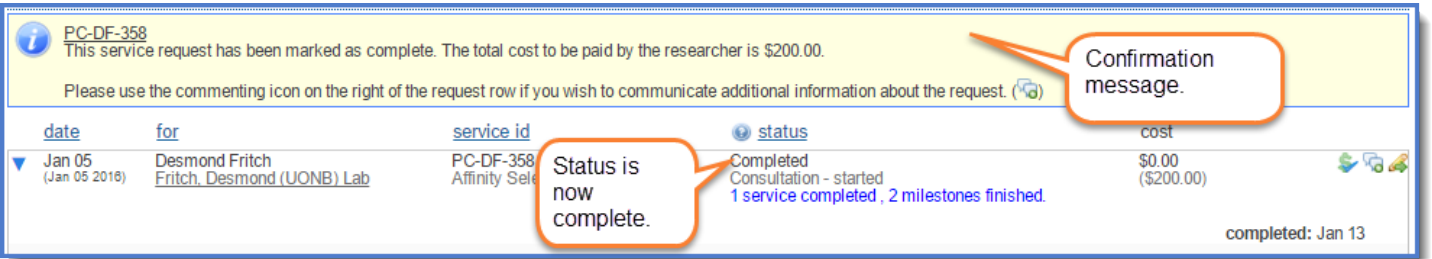 PC-DF-358
This service request has been marked as complete. The total cost to be paid by the researcher is $200.00.
Please use the commenting icon on the right of the request row if you wish to communicate additional information about the request. ( )
Confirmation
message.
date for service id status cost
Jan 05 Desmond Fritch PC-DF-358 Completed $0.00
(Jan 05 2016) Fritch, Desmond (UONB) Lab Affinity Sele Consultation - started ($200.00)
1 service completed , 2 milestones finished.
Status is
now
complete.
completed: Jan 13